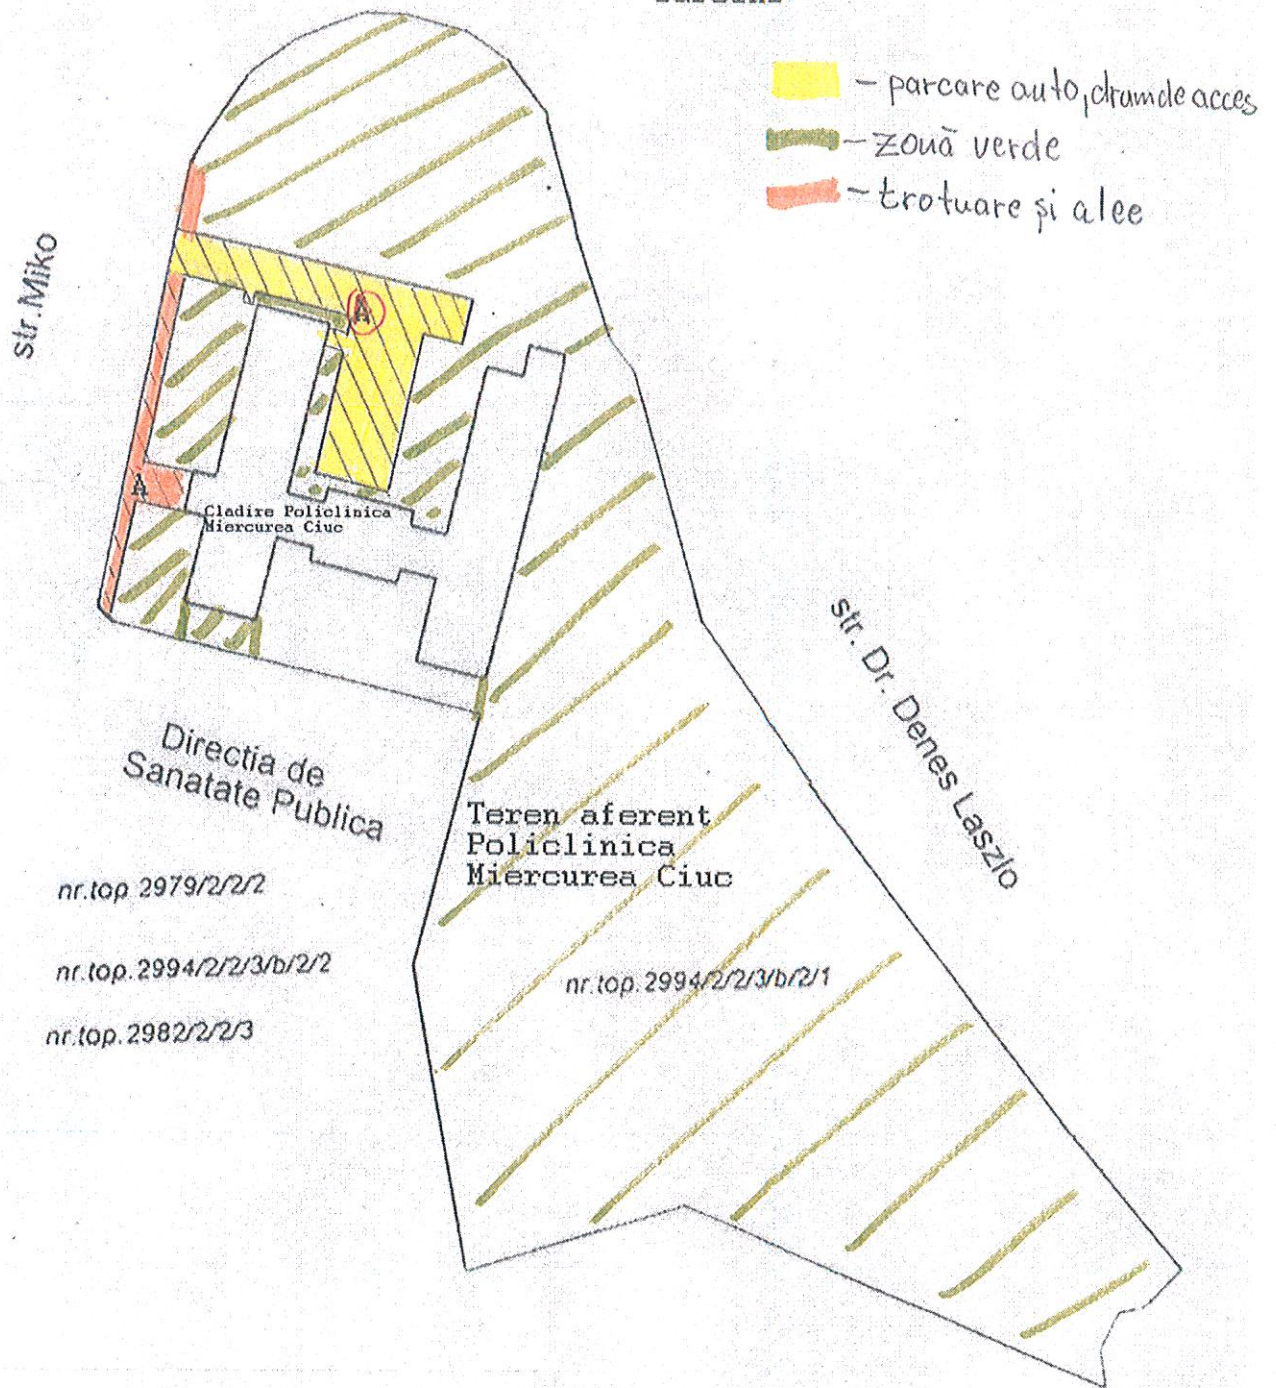 – parcare auto, drum de acces
– zonă verde
– trotuare și alee
str.Miko
A
A
Cladire Policlinica
Miercurea Ciuc
str. Dr. Denes Laszlo
Directia de
Sanatate Publica
Teren aferent
Policlinica
Miercurea Ciuc
nr.top 2979/2/2/2
nr.top.2994/2/2/3/b/2/2
nr.top.2994/2/2/3/b/2/1
nr.top.2982/2/2/3